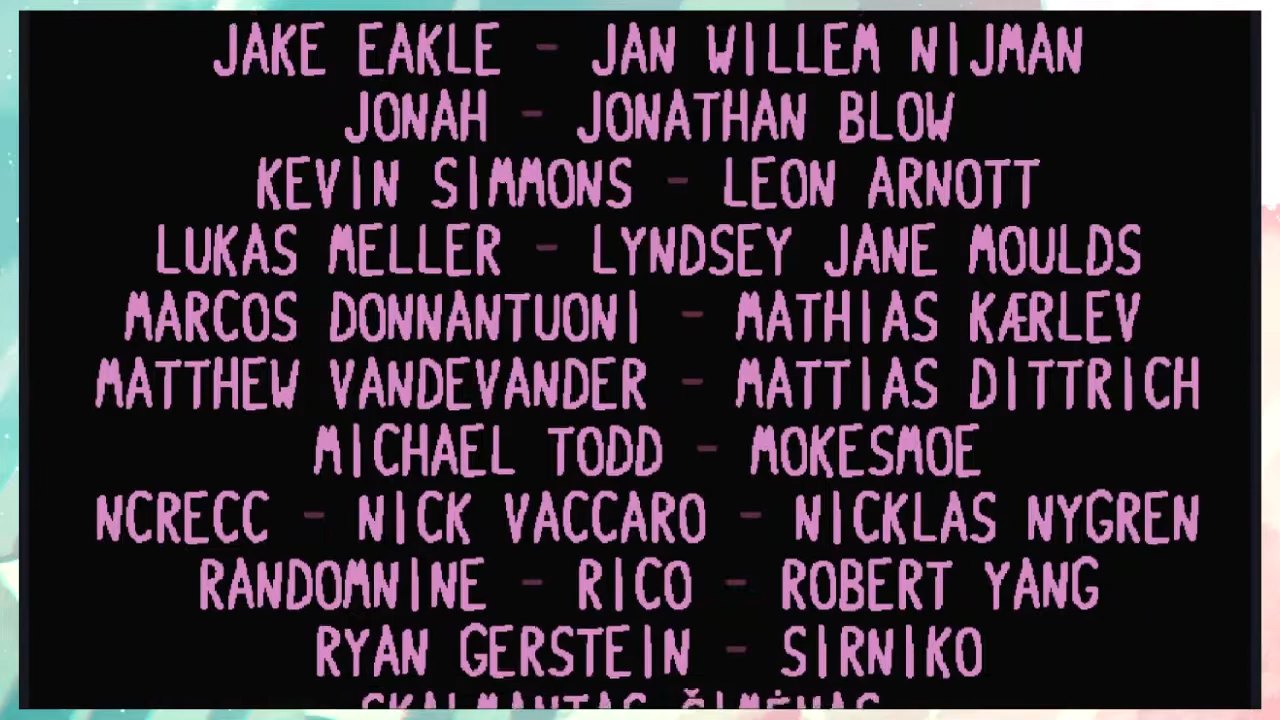 JAKE EAKLE - JAN WILLEM NIJMAN
JONAH - JONATHAN BLOW
KEVIN SIMMONS - LEON ARNOTT
LUKAS MELLER - LYNDSEY JANE MOULDS
MARCOS DONNANTUONI - MATHIAS KÆRLEV
MATTHEW VANDEVANDER - MATTIAS DITTRICH
MICHAEL TODD - MOKESMOE
NCRECC - NICK VACCARO - NICKLAS NYGREN
RANDOMNINE - RICO - ROBERT YANG
RYAN GERSTEIN - SIRNIKO